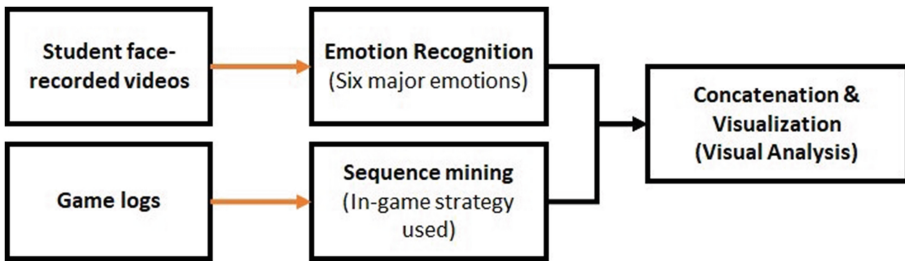 Student face-
recorded videos
Emotion Recognition
(Six major emotions)
Concatenation &
Visualization
(Visual Analysis)
Game logs
Sequence mining
(In-game strategy
used)